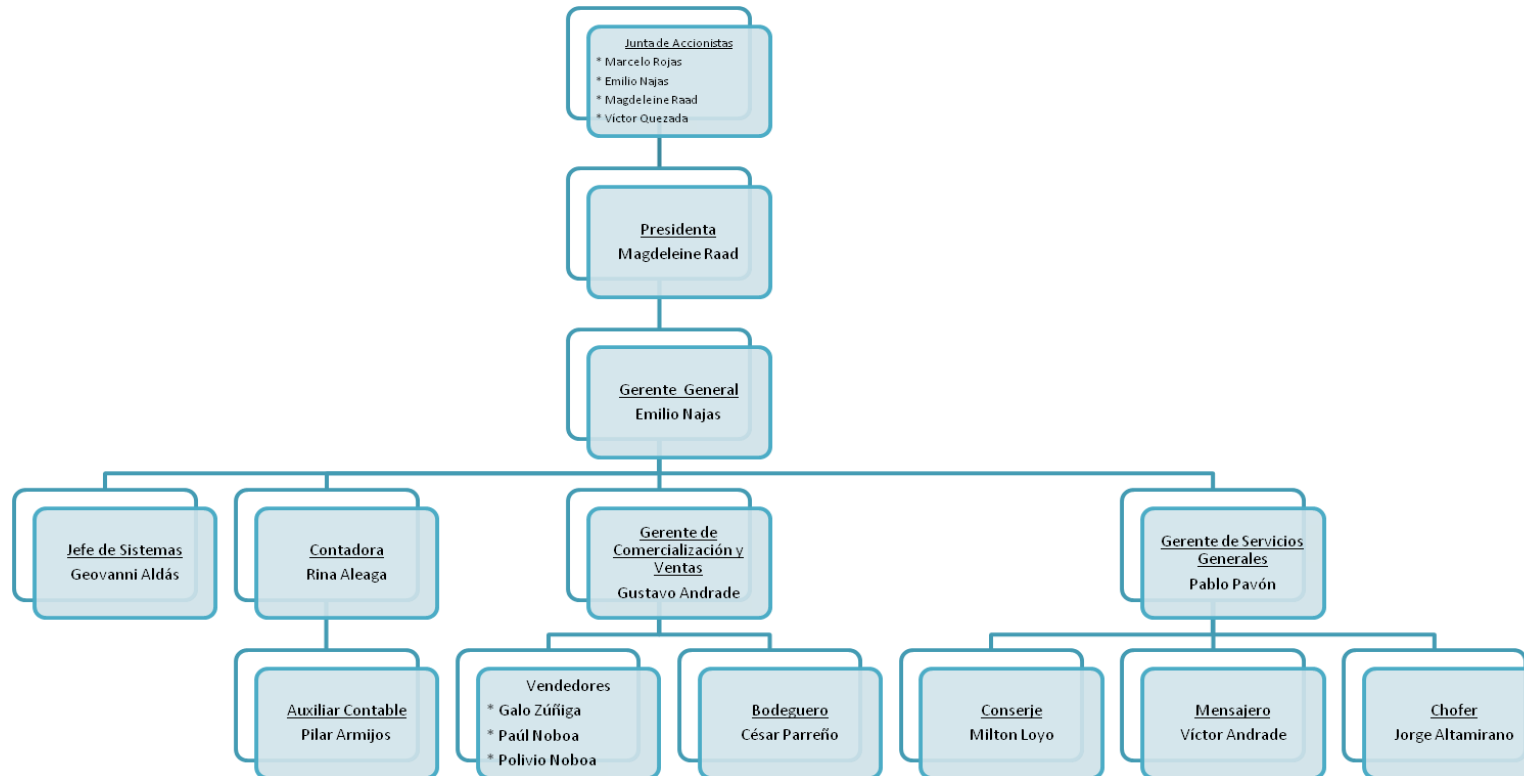 Junta de Accionistas
* Marcelo Rojas
* Emilio Najas
* Magdeleine Raad
* Víctor Quezada
Presidenta
Magdeleine Raad
Gerente General
Emilio Najas
Jefe de Sistemas
Geovanni Aldás
Contadora
Rina Aleaga
Gerente de
Comercialización y
Ventas
Gustavo Andrade
Gerente de Servicios
Generales
Pablo Pavón
Auxiliar Contable
Pilar Armijos
Vendedores
* Galo Zúñiga
* Paúl Noboa
* Polivio Noboa
Bodeguero
César Parreño
Conserje
Milton Loyo
Mensajero
Víctor Andrade
Chofer
Jorge Altamirano